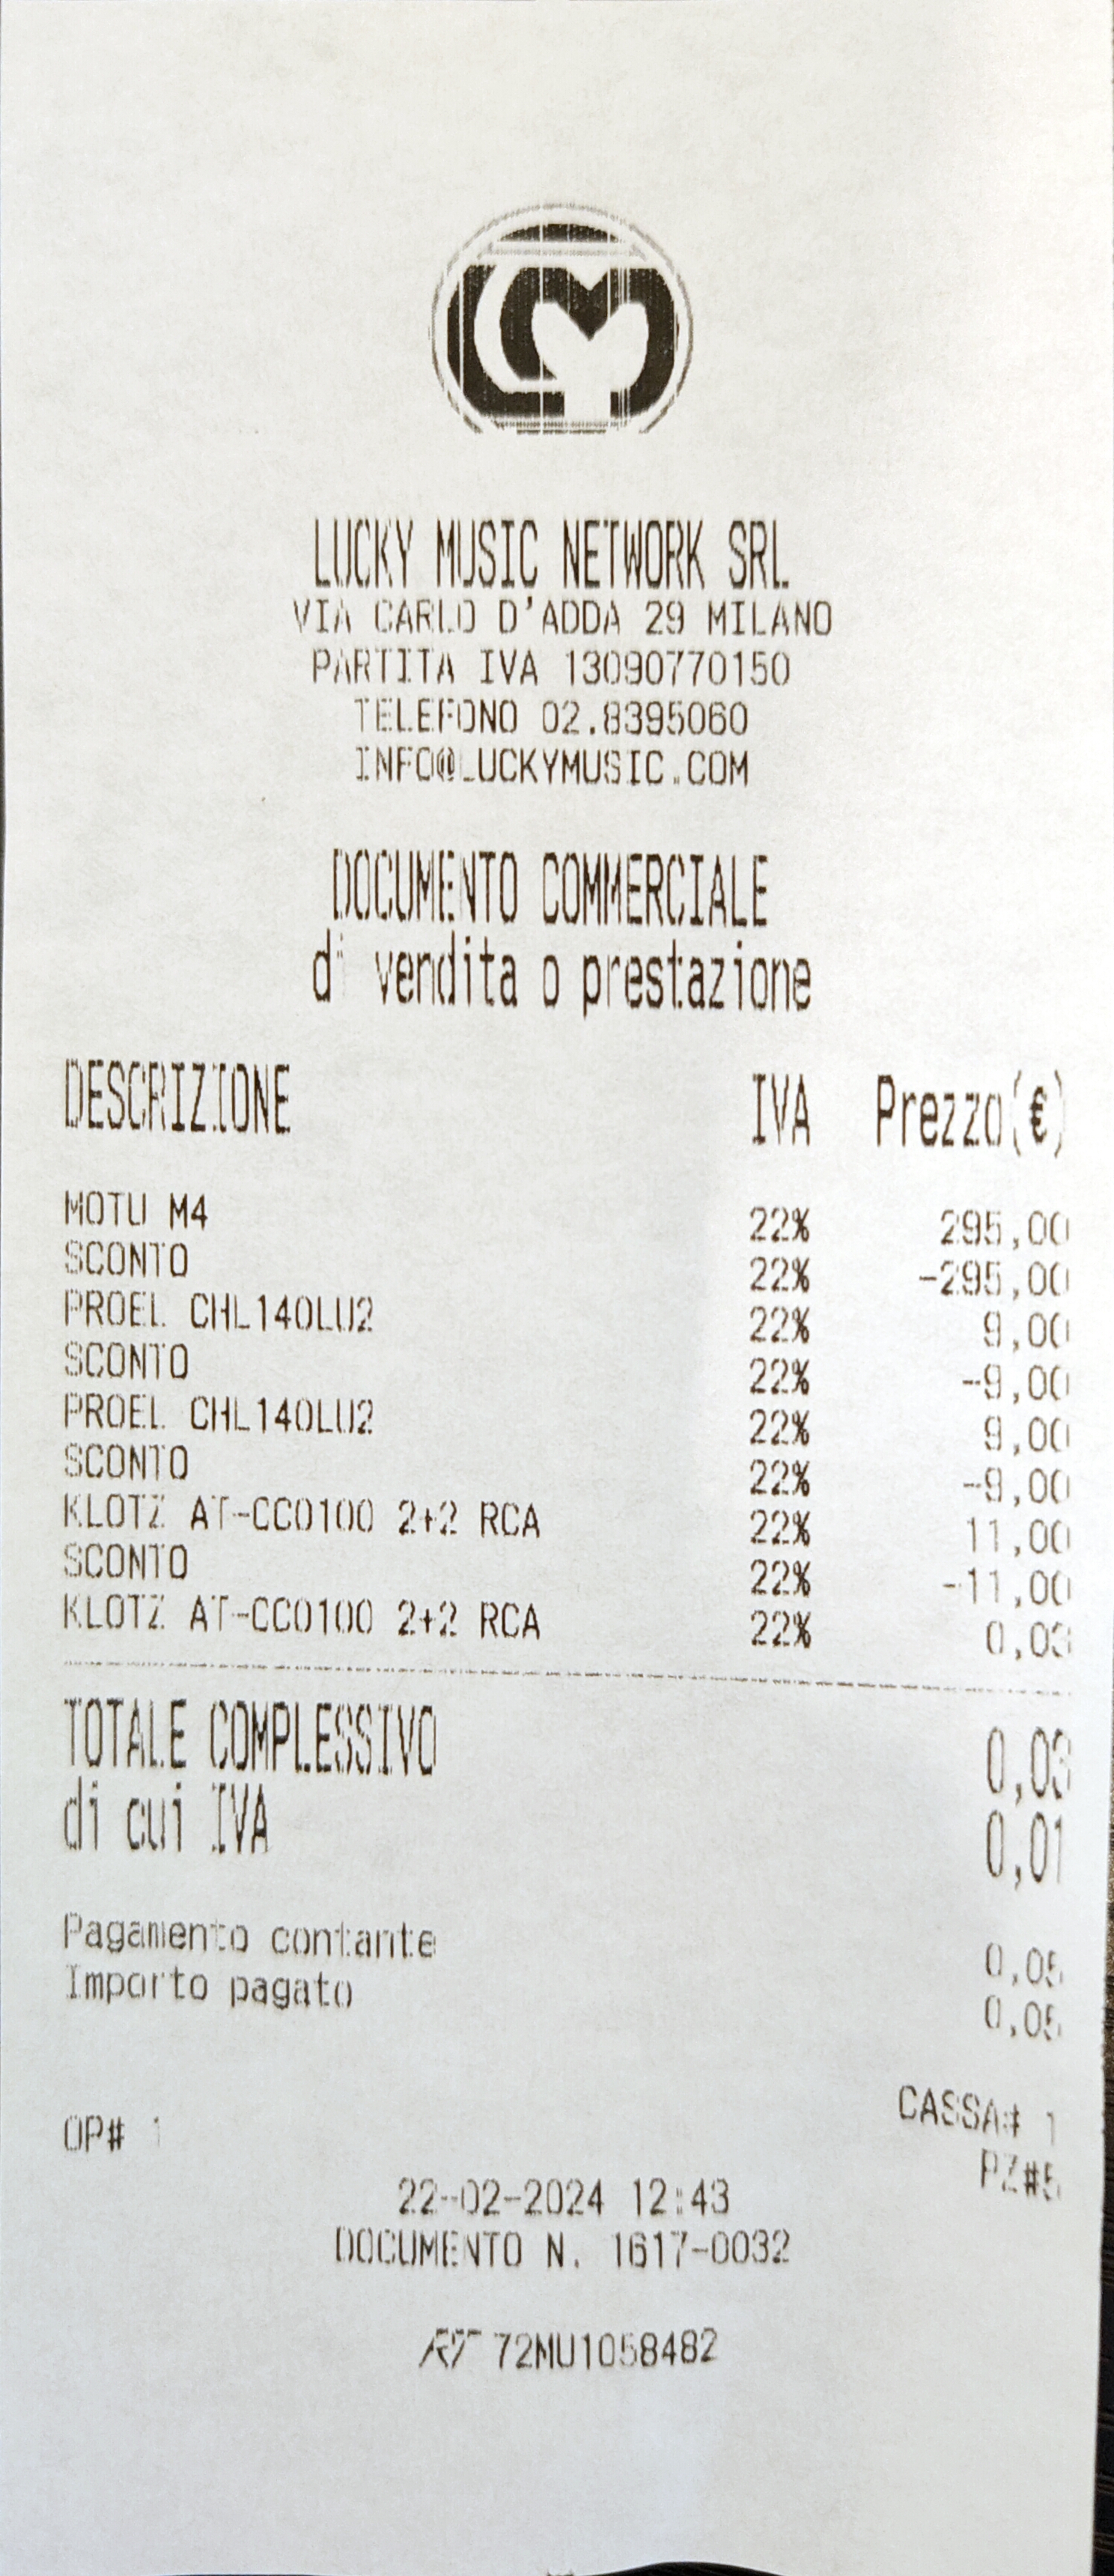 LM
LUCKY MUSIC NETWORK SRL
VIA CARLO D'ADDA 29 MILANO
PARTITA IVA 13090770150
TELEFONO 02.8395060
INFO@LUCKYMUSIC.COM
DOCUMENTO COMMERCIALE
di vendita o prestazione
DESCRIZIONE IVA Prezzo(€)
MOTU M4 22% 295,00
SCONTO 22% -295,00
PROEL CHL140LU2 22% 9,00
SCONTO 22% -9,00
PROEL CHL140LU2 22% 9,00
SCONTO 22% -9,00
KLOTZ AT-CC0100 2+2 RCA 22% 11,00
SCONTO 22% -11,00
KLOTZ AT-CC0100 2+2 RCA 22% 0,03
TOTALE COMPLESSIVO 0,03
di cui IVA 0,01
Pagamento contante 0,05
Importo pagato 0,05
OP# 1 CASSA# 1
PZ#5
22-02-2024 12:43
DOCUMENTO N. 1617-0032
RT 72MU1058482